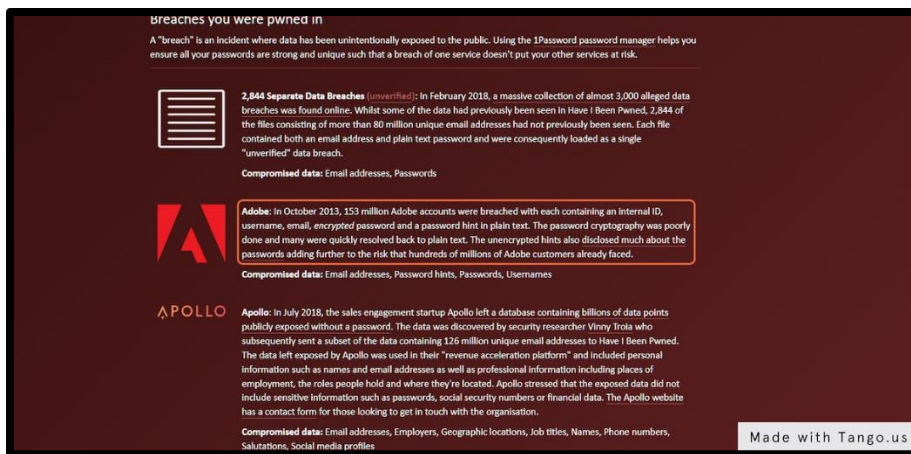 Breaches you were pwned in
A "breach" is an incident where data has been unintentionally exposed to the public. Using the 1Password password manager helps you
ensure all your passwords are strong and unique such that a breach of one service doesn't put your other services at risk.
2,844 Separate Data Breaches (unverified): In February 2018, a massive collection of almost 3,000 alleged data
breaches was found online. Whilst some of the data had previously been seen in Have I Been Pwned, 2,844 of
the files consisting of more than 80 million unique email addresses had not previously been seen. Each file
contained both an email address and plain text password and were consequently loaded as a single
"unverified" data breach.
Compromised data: Email addresses, Passwords
Adobe: In October 2013, 153 million Adobe accounts were breached with each containing an internal ID,
username, email, encrypted password and a password hint in plain text. The password cryptography was poorly
done and many were quickly resolved back to plain text. The unencrypted hints also disclosed much about the
passwords adding further to the risk that hundreds of millions of Adobe customers already faced.
Compromised data: Email addresses, Password hints, Passwords, Usernames
APOLLO
Apollo: In July 2018, the sales engagement startup Apollo left a database containing billions of data points
publicly exposed without a password. The data was discovered by security researcher Vinny Troia who
subsequently sent a subset of the data containing 126 million unique email addresses to Have I Been Pwned.
The data left exposed by Apollo was used in their "revenue acceleration platform" and included personal
information such as names and email addresses as well as professional information including places of
employment, the roles people hold and where they're located. Apollo stressed that the exposed data did not
include sensitive information such as passwords, social security numbers or financial data. The Apollo website
has a contact form for those looking to get in touch with the organisation.
Compromised data: Email addresses, Employers, Geographic locations, Job titles, Names, Phone numbers,
Salutations, Social media profiles
Made with Tango.us